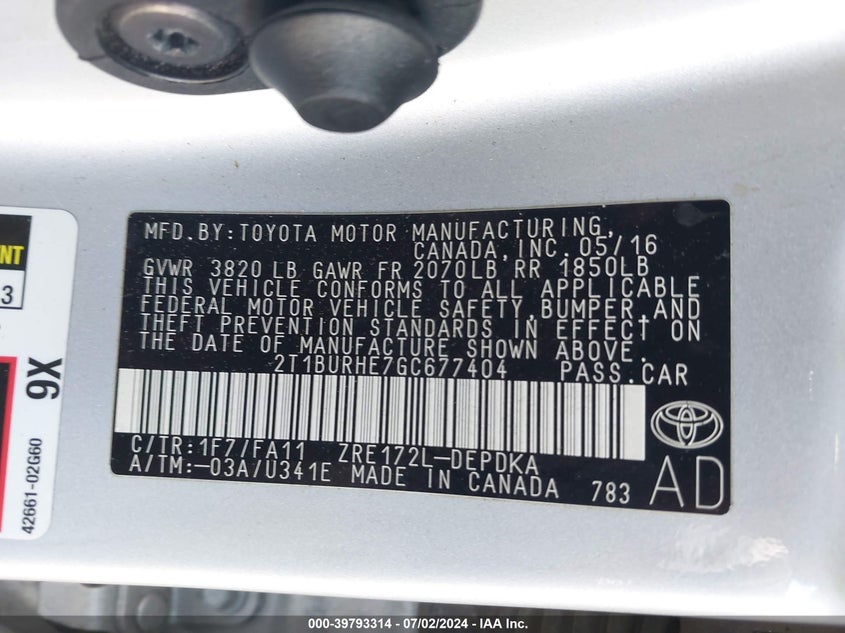 MFD.BY:TOYOTA MOTOR MANUFACTURING,
CANADA,INC.05/16
GVWR 3820 LB GAWR FR 2070LB RR 1850LB
THIS VEHICLE CONFORMS TO ALL APPLICABLE
FEDERAL MOTOR VEHICLE SAFETY,BUMPER,AND
THEFT PREVENTION STANDARDS IN EFFECT ON
THE DATE OF MANUFACTURE SHOWN ABOVE.
2T1BURHE7GC677404 PASS.CAR
C/TR:1F7/FA11 ZRE172L-DEPDKA
A/TM:-03A/U341E MADE IN CANADA 783
AD
3
9X
42661-02G60
000-39793314 - 07/02/2024 - IAA Inc.